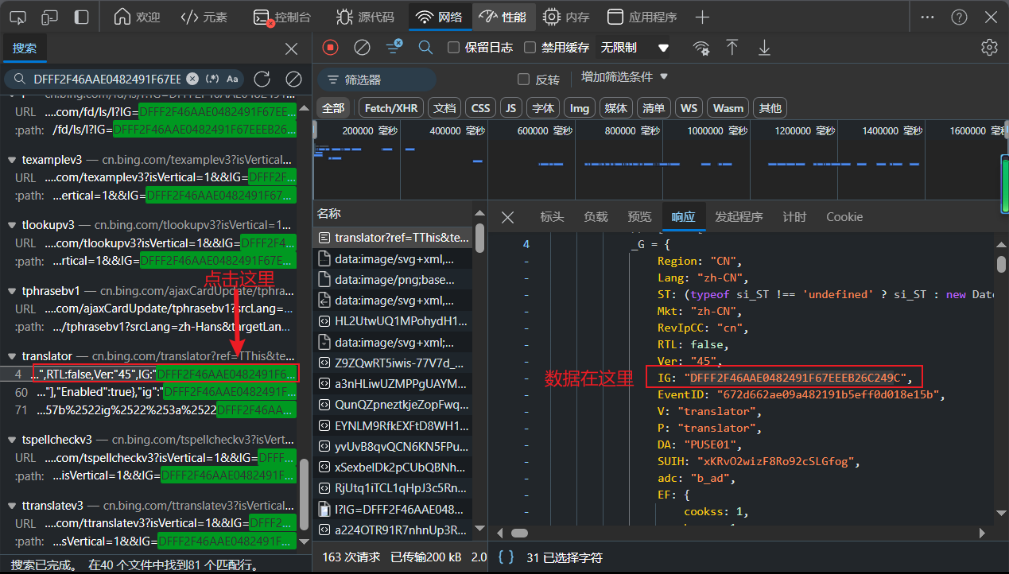 欢迎
元素
控制台
源代码
网络
性能
内存
应用程序
搜索
保留日志
禁用缓存
无限制
DFFF2F46AAE0482491F67EE
Aa
筛选器
反转
增加筛选条件
全部
Fetch/XHR
文档
CSS
JS
字体
Img
媒体
清单
WS
Wasm
其他
200000 毫秒
400000 毫秒
600000 毫秒
800000 毫秒
1000000 毫秒
1200000 毫秒
1400000 毫秒
1600000 毫秒
URL ....com/fd/ls/l?IG=DFFF2F46AAE0482491F67EE...
:path: /fd/ls/l?IG=DFFF2F46AAE0482491F67EEEB26...
texamplev3 — cn.bing.com/texamplev3?isVertical...
URL ....com/texamplev3?isVertical=1&&IG=DFFF2F...
:path: ...ertical=1&&IG=DFFF2F46AAE0482491F67...
tlookupv3 — cn.bing.com/tlookupv3?isVertical=1...
URL ....com/tlookupv3?isVertical=1&&IG=DFFF2F4...
:path: ...rtical=1&&IG=DFFF2F46AAE0482491F67E...
点击这里
tphrasebv1 — cn.bing.com/ajaxCardUpdate/tphra...
URL ....com/ajaxCardUpdate/tphrasebv1?srcLang=...
:path: .../tphrasebv1?srcLang=zh-Hans&targetLan...
translator — cn.bing.com/translator?ref=TThis&te...
4 ...",RTL:false,Ver:"45",IG:"DFFF2F46AAE0482491F6...
60 ..."],"Enabled":true},"ig":"DFFF2F46AAE0482491F...
71 ...57b%2522ig%2522%253a%2522DFFF2F46AA...
tspellcheckv3 — cn.bing.com/tspellcheckv3?isVert...
URL ....com/tspellcheckv3?isVertical=1&&IG=DFFF...
:path: ...isVertical=1&&IG=DFFF2F46AAE0482491F...
ttranslatev3 — cn.bing.com/ttranslatev3?isVertical...
URL ....com/ttranslatev3?isVertical=1&&IG=DFFF2...
:path: ...sVertical=1&&IG=DFFF2F46AAE0482491F6...
搜索已完成。 在40 个文件中找到81 个匹配行。
名称
translator?ref=TThis&te...
data:image/svg+xml,...
data:image/png;base...
data:image/svg+xml,...
HL2UtwUQ1MPohydH1...
data:image/svg+xml,...
Z9ZQwRT5iwis-77V7d_...
a3nHLiwUZMPPgUAYM...
QunQZpneztkjeZopFwq...
EYNLM9RfkEXFtD8WH1...
yvUvB8qvQCN6KN5FPu...
xSexbeIDk2pCUbQBNh...
RjUtq1iTCL1qHpJ3c5Rn...
l?IG=DFFF2F46AAE048...
a224OTR91R7nhnUp3R...
163 次请求 已传输200 kB 2.0
标头
负载
预览
响应
发起程序
计时
Cookie
4 _G = {
- Region: "CN",
- Lang: "zh-CN",
- ST: (typeof si_ST !== 'undefined' ? si_ST : new Date
- Mkt: "zh-CN",
- RevIpCC: "cn",
- RTL: false,
- Ver: "45",
数据在这里
- IG: "DFFF2F46AAE0482491F67EEEB26C249C",
- EventID: "672d662ae09a482191b5eff0d018e15b",
- V: "translator",
- P: "translator",
- DA: "PUSE01",
- SUIH: "xKRvO2wizF8Ro92cSLGfog",
- adc: "b_ad",
- EF: {
- cookss: 1,
{ } 31 已选择字符